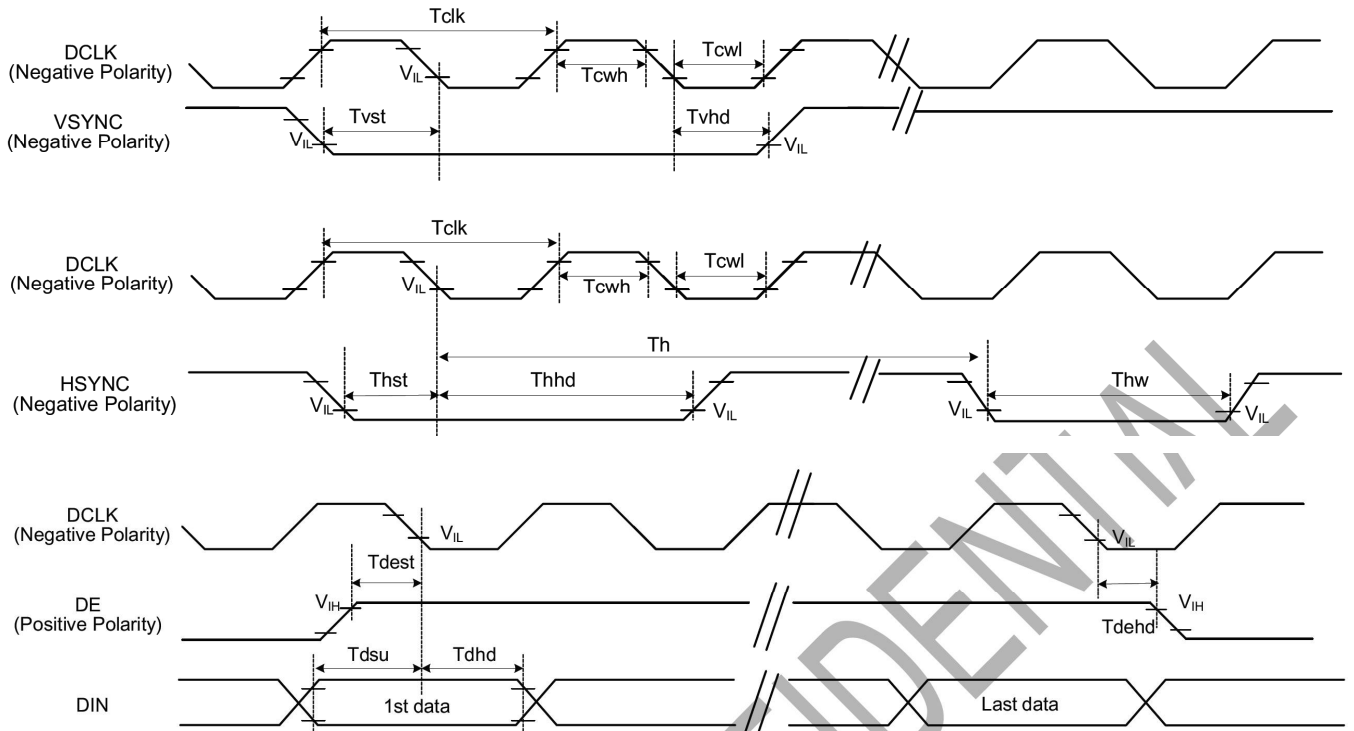 Tclk
DCLK
(Negative Polarity)
VIL
Tcwh
Tcwl
VSYNC
(Negative Polarity)
VIL
Tvst
Tvhd
VIL
Tclk
DCLK
(Negative Polarity)
VIL
Tcwh
Tcwl
Th
HSYNC
(Negative Polarity)
VIL
Thst
Thhd
VIL
VIL
Thw
VIL
DCLK
(Negative Polarity)
VIL
VIL
Tdest
DE
(Positive Polarity)
VIH
VIH
Tdehd
Tdsu
Tdhd
DIN
1st data
Last data
FIDENTIAL